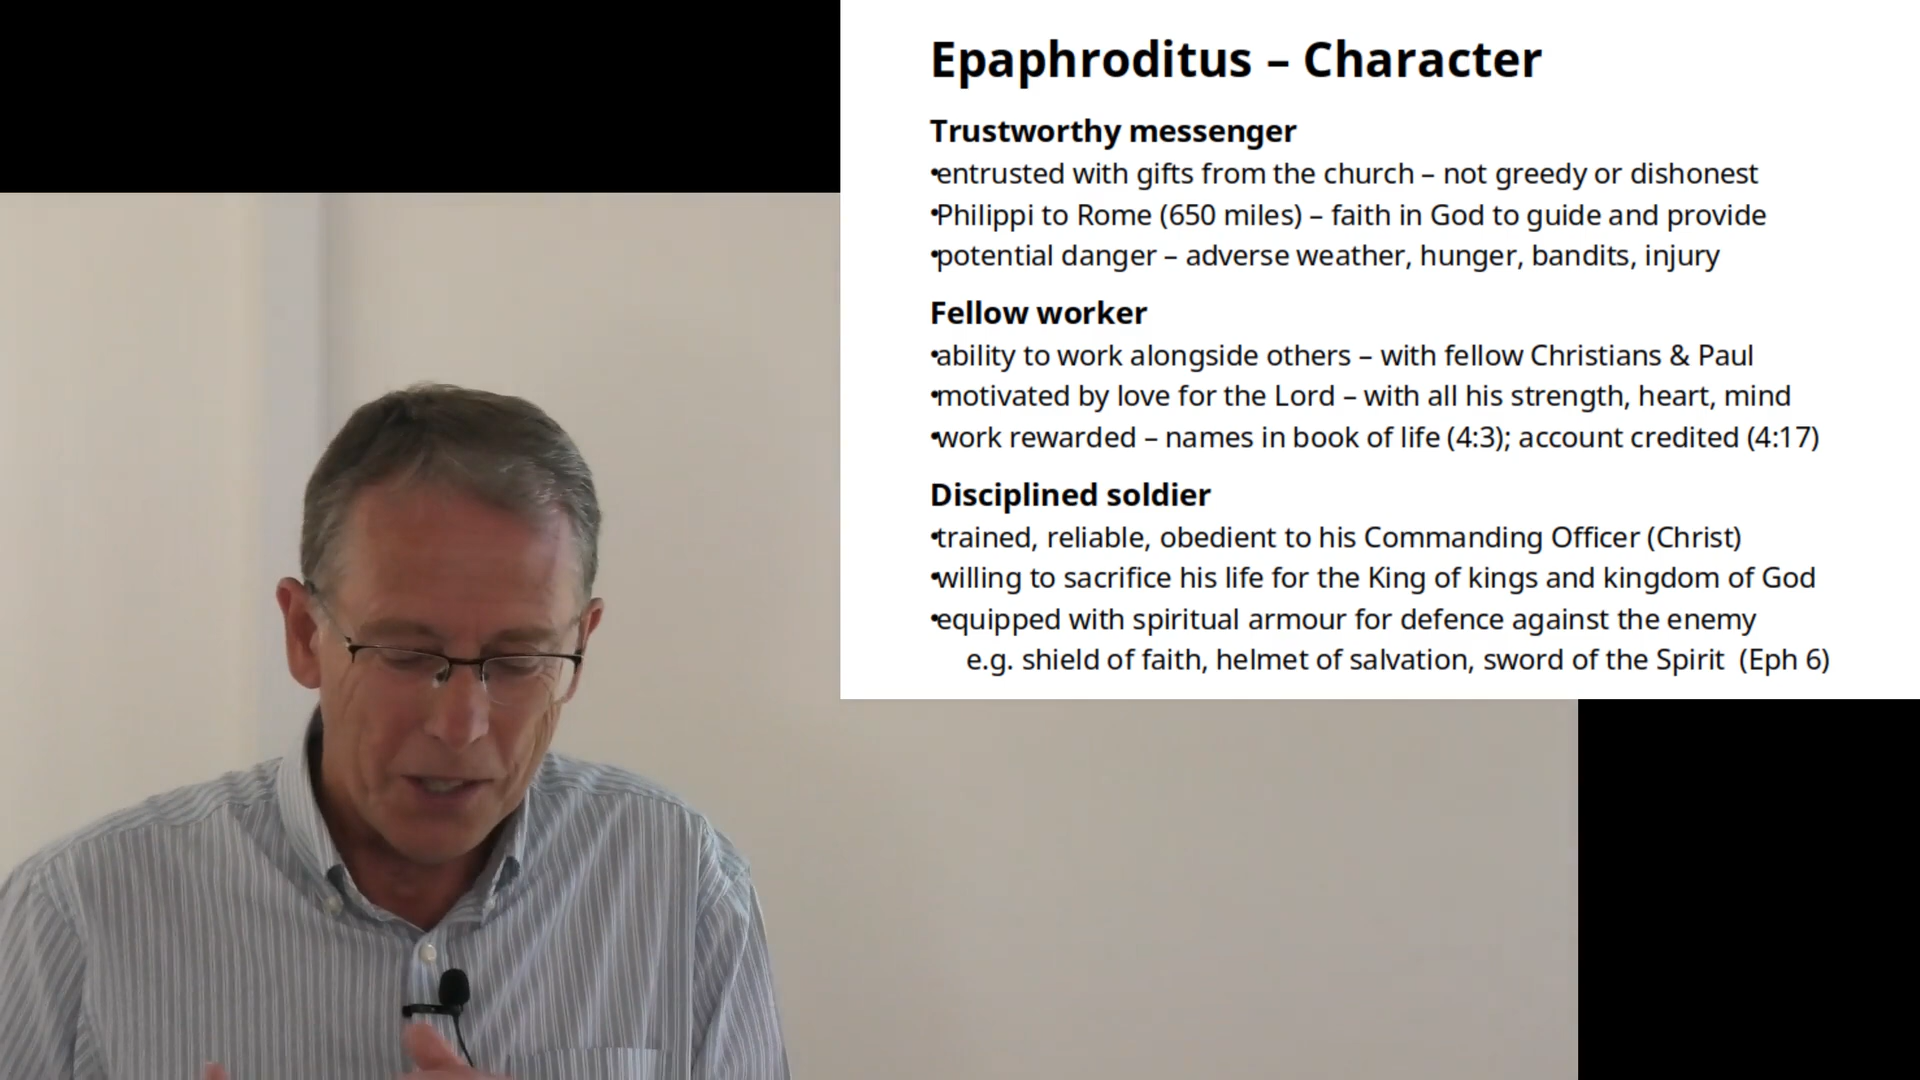 Epaphroditus – Character
Trustworthy messenger
•entrusted with gifts from the church – not greedy or dishonest
•Philippi to Rome (650 miles) – faith in God to guide and provide
•potential danger – adverse weather, hunger, bandits, injury
Fellow worker
•ability to work alongside others – with fellow Christians & Paul
•motivated by love for the Lord – with all his strength, heart, mind
•work rewarded – names in book of life (4:3); account credited (4:17)
Disciplined soldier
•trained, reliable, obedient to his Commanding Officer (Christ)
•willing to sacrifice his life for the King of kings and kingdom of God
•equipped with spiritual armour for defence against the enemy
e.g. shield of faith, helmet of salvation, sword of the Spirit (Eph 6)